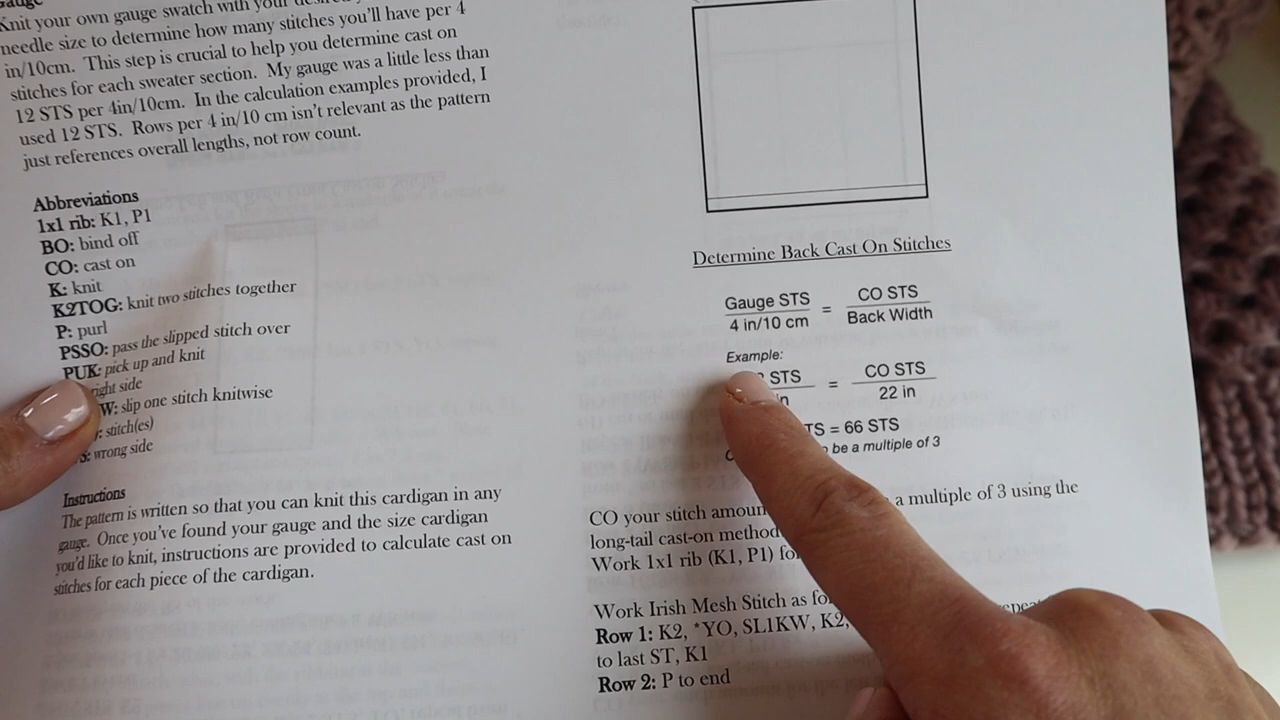 Knit your own gauge swatch with your
needle size to determine how many stitches you'll have per 4
in/10cm. This step is crucial to help you determine cast on
stitches for each sweater section. My gauge was a little less than
12 STS per 4in/10cm. In the calculation examples provided, I
used 12 STS. Rows per 4 in/10 cm isn't relevant as the pattern
just references overall lengths, not row count.
Abbreviations
1x1 rib: K1, P1
BO: bind off
CO: cast on
K: knit
K2TOG: knit two stitches together
P: purl
PSSO: pass the slipped stitch over
PUK: pick up and knit
right side
W: slip one stitch knitwise
: stitch(es)
: wrong side
Instructions
The pattern is written so that you can knit this cardigan in any
gauge. Once you've found your gauge and the size cardigan
you'd like to knit, instructions are provided to calculate cast on
stitches for each piece of the cardigan.
Determine Back Cast On Stitches
Gauge STS = CO STS
4 in/10 cm Back Width
Example:
STS = CO STS
in 22 in
TS = 66 STS
be a multiple of 3
CO your stitch a multiple of 3 using the
long-tail cast-on method
Work 1x1 rib (K1, P1)
Work Irish Mesh Stitch as
Row 1: K2, *YO, SL1KW, K2,
to last ST, K1
Row 2: P to end